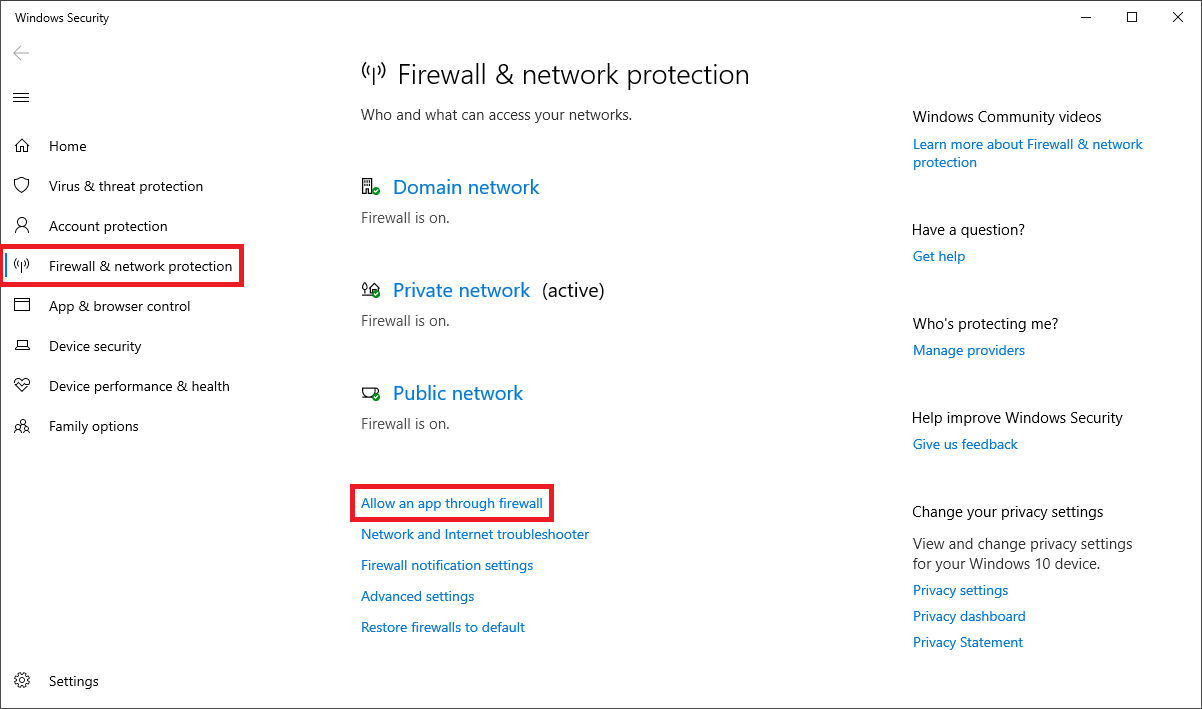 Windows Security
Home
Virus & threat protection
Account protection
Firewall & network protection
App & browser control
Device security
Device performance & health
Family options
Settings
Firewall & network protection
Who and what can access your networks.
Domain network
Firewall is on.
Private network (active)
Firewall is on.
Public network
Firewall is on.
Allow an app through firewall
Network and Internet troubleshooter
Firewall notification settings
Advanced settings
Restore firewalls to default
Windows Community videos
Learn more about Firewall & network
protection
Have a question?
Get help
Who's protecting me?
Manage providers
Help improve Windows Security
Give us feedback
Change your privacy settings
View and change privacy settings
for your Windows 10 device.
Privacy settings
Privacy dashboard
Privacy Statement